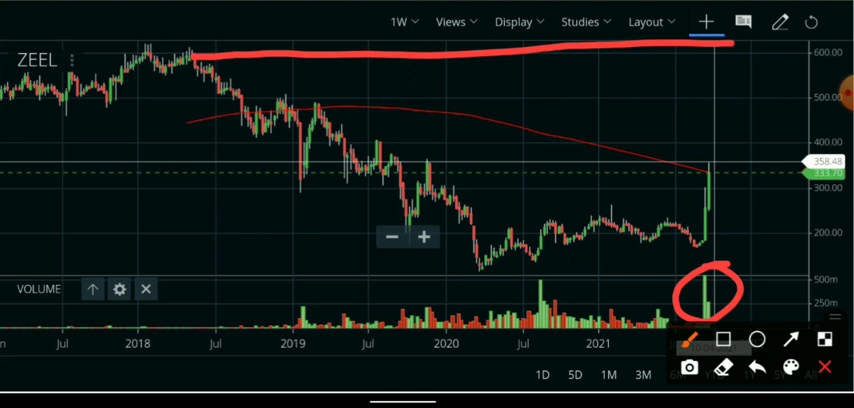 1W Views Display Studies Layout
ZEEL
600.00
500.00
400.00
358.48
333.70
300.00
200.00
VOLUME
500m
250m
Jul 2018 Jul 2019 Jul 2020 Jul 2021
1D 5D 1M 3M